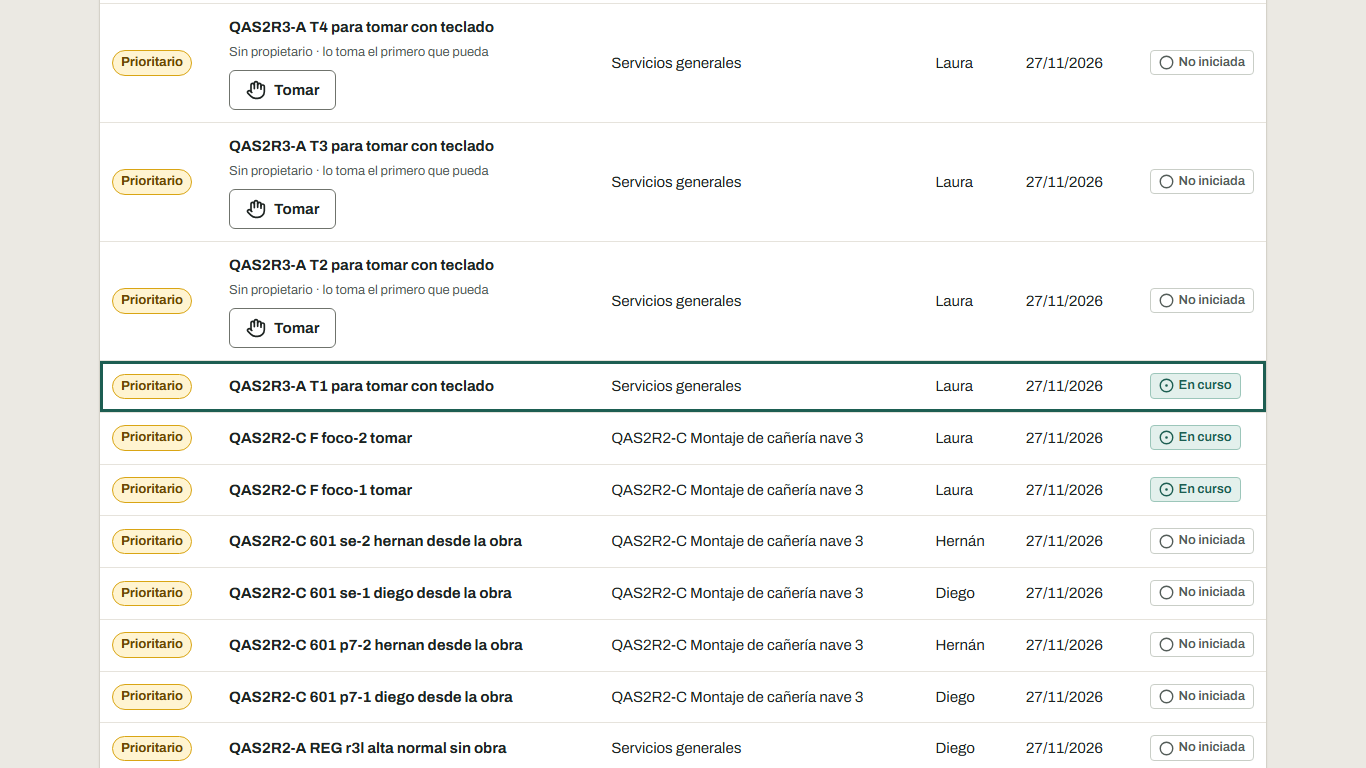 QAS2R3-A T4 para tomar con teclado
Sin propietario · lo toma el primero que pueda
Prioritario
Servicios generales
Laura
27/11/2026
No iniciada
Tomar
QAS2R3-A T3 para tomar con teclado
Sin propietario · lo toma el primero que pueda
Prioritario
Servicios generales
Laura
27/11/2026
No iniciada
Tomar
QAS2R3-A T2 para tomar con teclado
Sin propietario · lo toma el primero que pueda
Prioritario
Servicios generales
Laura
27/11/2026
No iniciada
Tomar
Prioritario QAS2R3-A T1 para tomar con teclado Servicios generales Laura 27/11/2026 En curso
Prioritario QAS2R2-C F foco-2 tomar QAS2R2-C Montaje de cañería nave 3 Laura 27/11/2026 En curso
Prioritario QAS2R2-C F foco-1 tomar QAS2R2-C Montaje de cañería nave 3 Laura 27/11/2026 En curso
Prioritario QAS2R2-C 601 se-2 hernan desde la obra QAS2R2-C Montaje de cañería nave 3 Hernán 27/11/2026 No iniciada
Prioritario QAS2R2-C 601 se-1 diego desde la obra QAS2R2-C Montaje de cañería nave 3 Diego 27/11/2026 No iniciada
Prioritario QAS2R2-C 601 p7-2 hernan desde la obra QAS2R2-C Montaje de cañería nave 3 Hernán 27/11/2026 No iniciada
Prioritario QAS2R2-C 601 p7-1 diego desde la obra QAS2R2-C Montaje de cañería nave 3 Diego 27/11/2026 No iniciada
Prioritario QAS2R2-A REG r3l alta normal sin obra Servicios generales Diego 27/11/2026 No iniciada